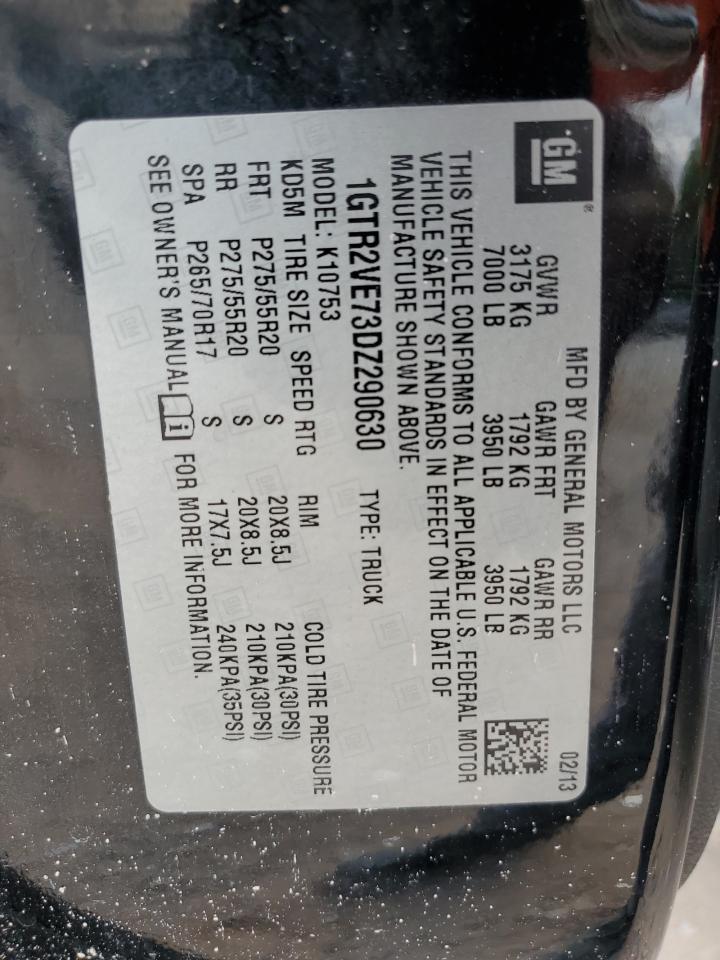 GM
®
MFD BY GENERAL MOTORS LLC 02/13
GVWR GAWR FRT GAWR RR
3175 KG 1792 KG 1792 KG
7000 LB 3950 LB 3950 LB
THIS VEHICLE CONFORMS TO ALL APPLICABLE U.S. FEDERAL MOTOR
VEHICLE SAFETY STANDARDS IN EFFECT ON THE DATE OF
MANUFACTURE SHOWN ABOVE.
1GTR2VE73DZ290630 TYPE: TRUCK
MODEL: K10753
KD5M TIRE SIZE SPEED RTG RIM COLD TIRE PRESSURE
FRT P275/55R20 S 20X8.5J 210KPA(30PSI)
RR P275/55R20 S 20X8.5J 210KPA(30PSI)
SPA P265/70R17 S 17X7.5J 240KPA(35PSI)
SEE OWNER'S MANUAL i FOR MORE INFORMATION.